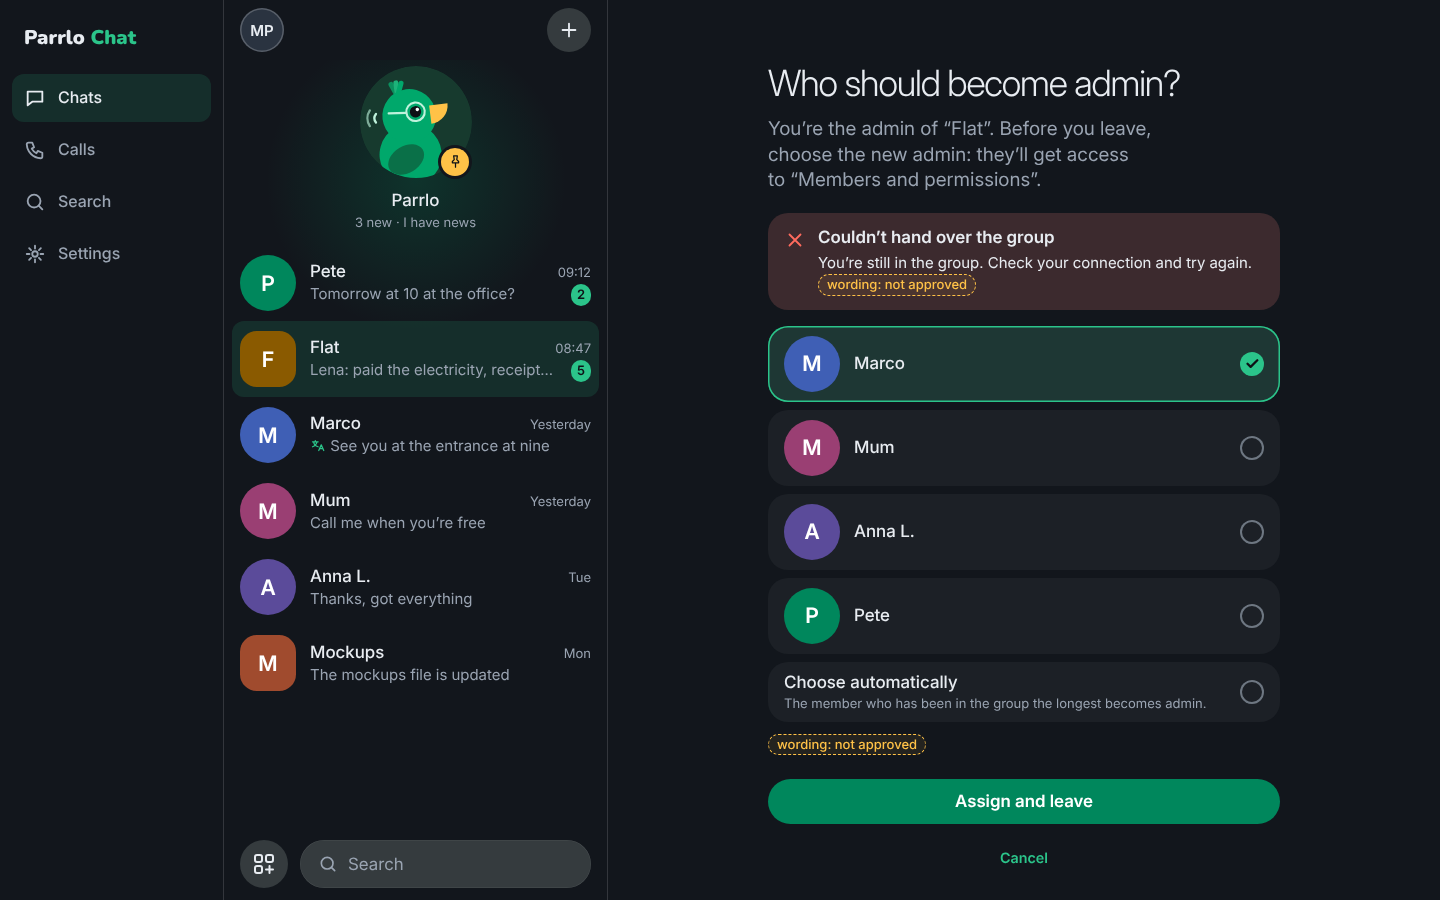 Parrlo Chat
Chats
Calls
Search
Settings
MP
Parrlo
3 new · I have news
P
Pete
09:12
Tomorrow at 10 at the office?
2
F
Flat
08:47
Lena: paid the electricity, receipt…
5
M
Marco
Yesterday
See you at the entrance at nine
M
Mum
Yesterday
Call me when you’re free
A
Anna L.
Tue
Thanks, got everything
M
Mockups
Mon
The mockups file is updated
Search
Who should become admin?
You’re the admin of “Flat”. Before you leave,
choose the new admin: they’ll get access
to “Members and permissions”.
Couldn’t hand over the group
You’re still in the group. Check your connection and try again.
wording: not approved
M
Marco
M
Mum
A
Anna L.
P
Pete
Choose automatically
The member who has been in the group the longest becomes admin.
wording: not approved
Assign and leave
Cancel